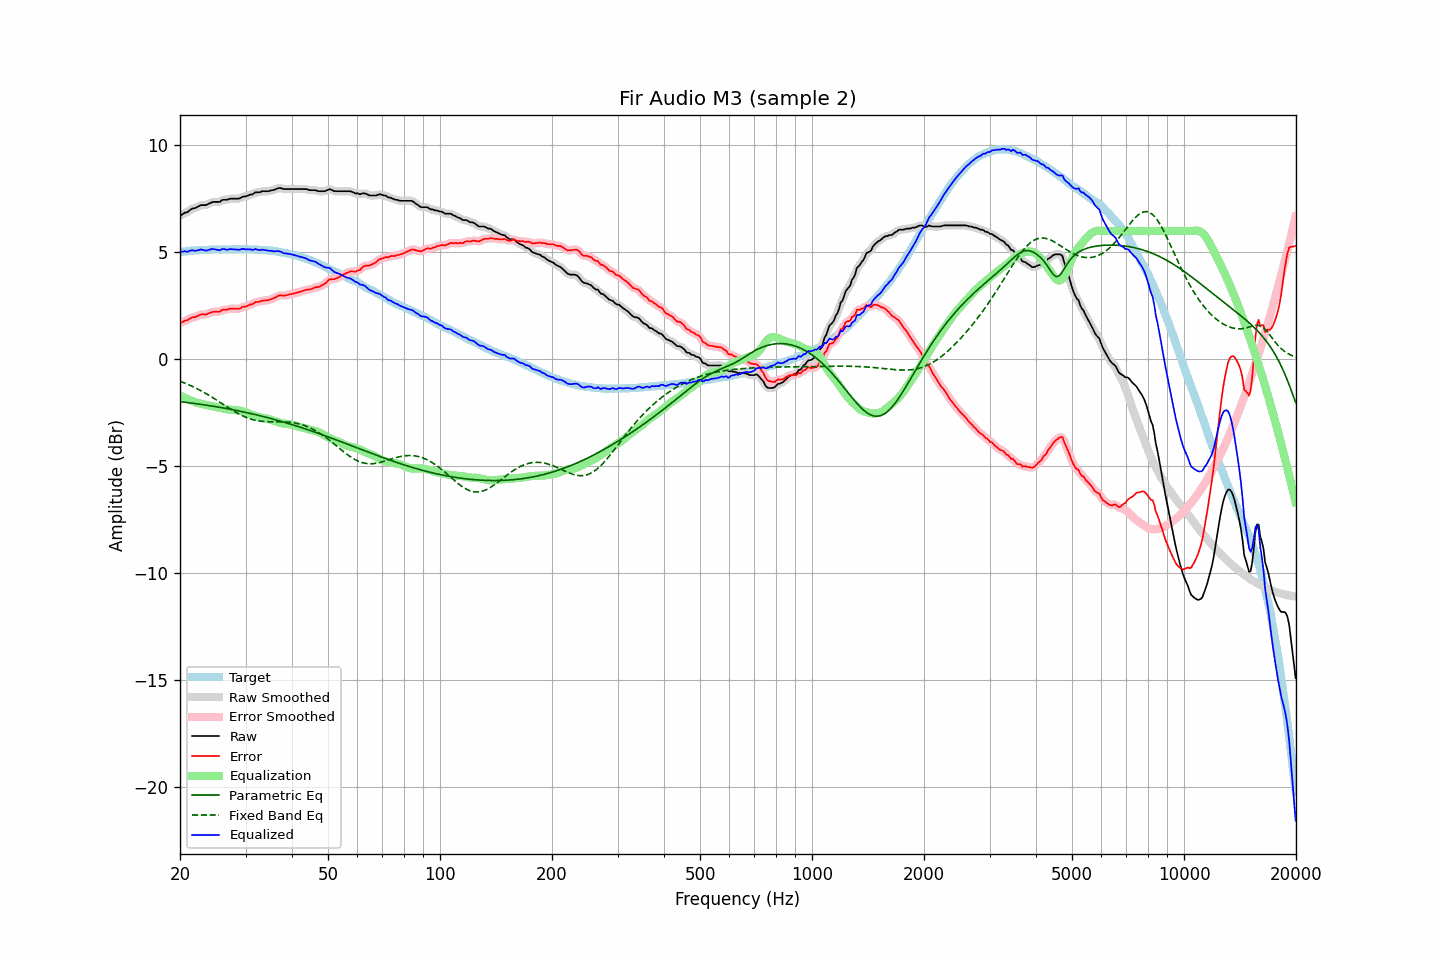 Fir Audio M3 (sample 2)
10
5
0
−5
−10
−15
−20
Amplitude (dBr)
Target
Raw Smoothed
Error Smoothed
Raw
Error
Equalization
Parametric Eq
Fixed Band Eq
Equalized
20
50
100
200
500
1000
2000
5000
10000
20000
Frequency (Hz)